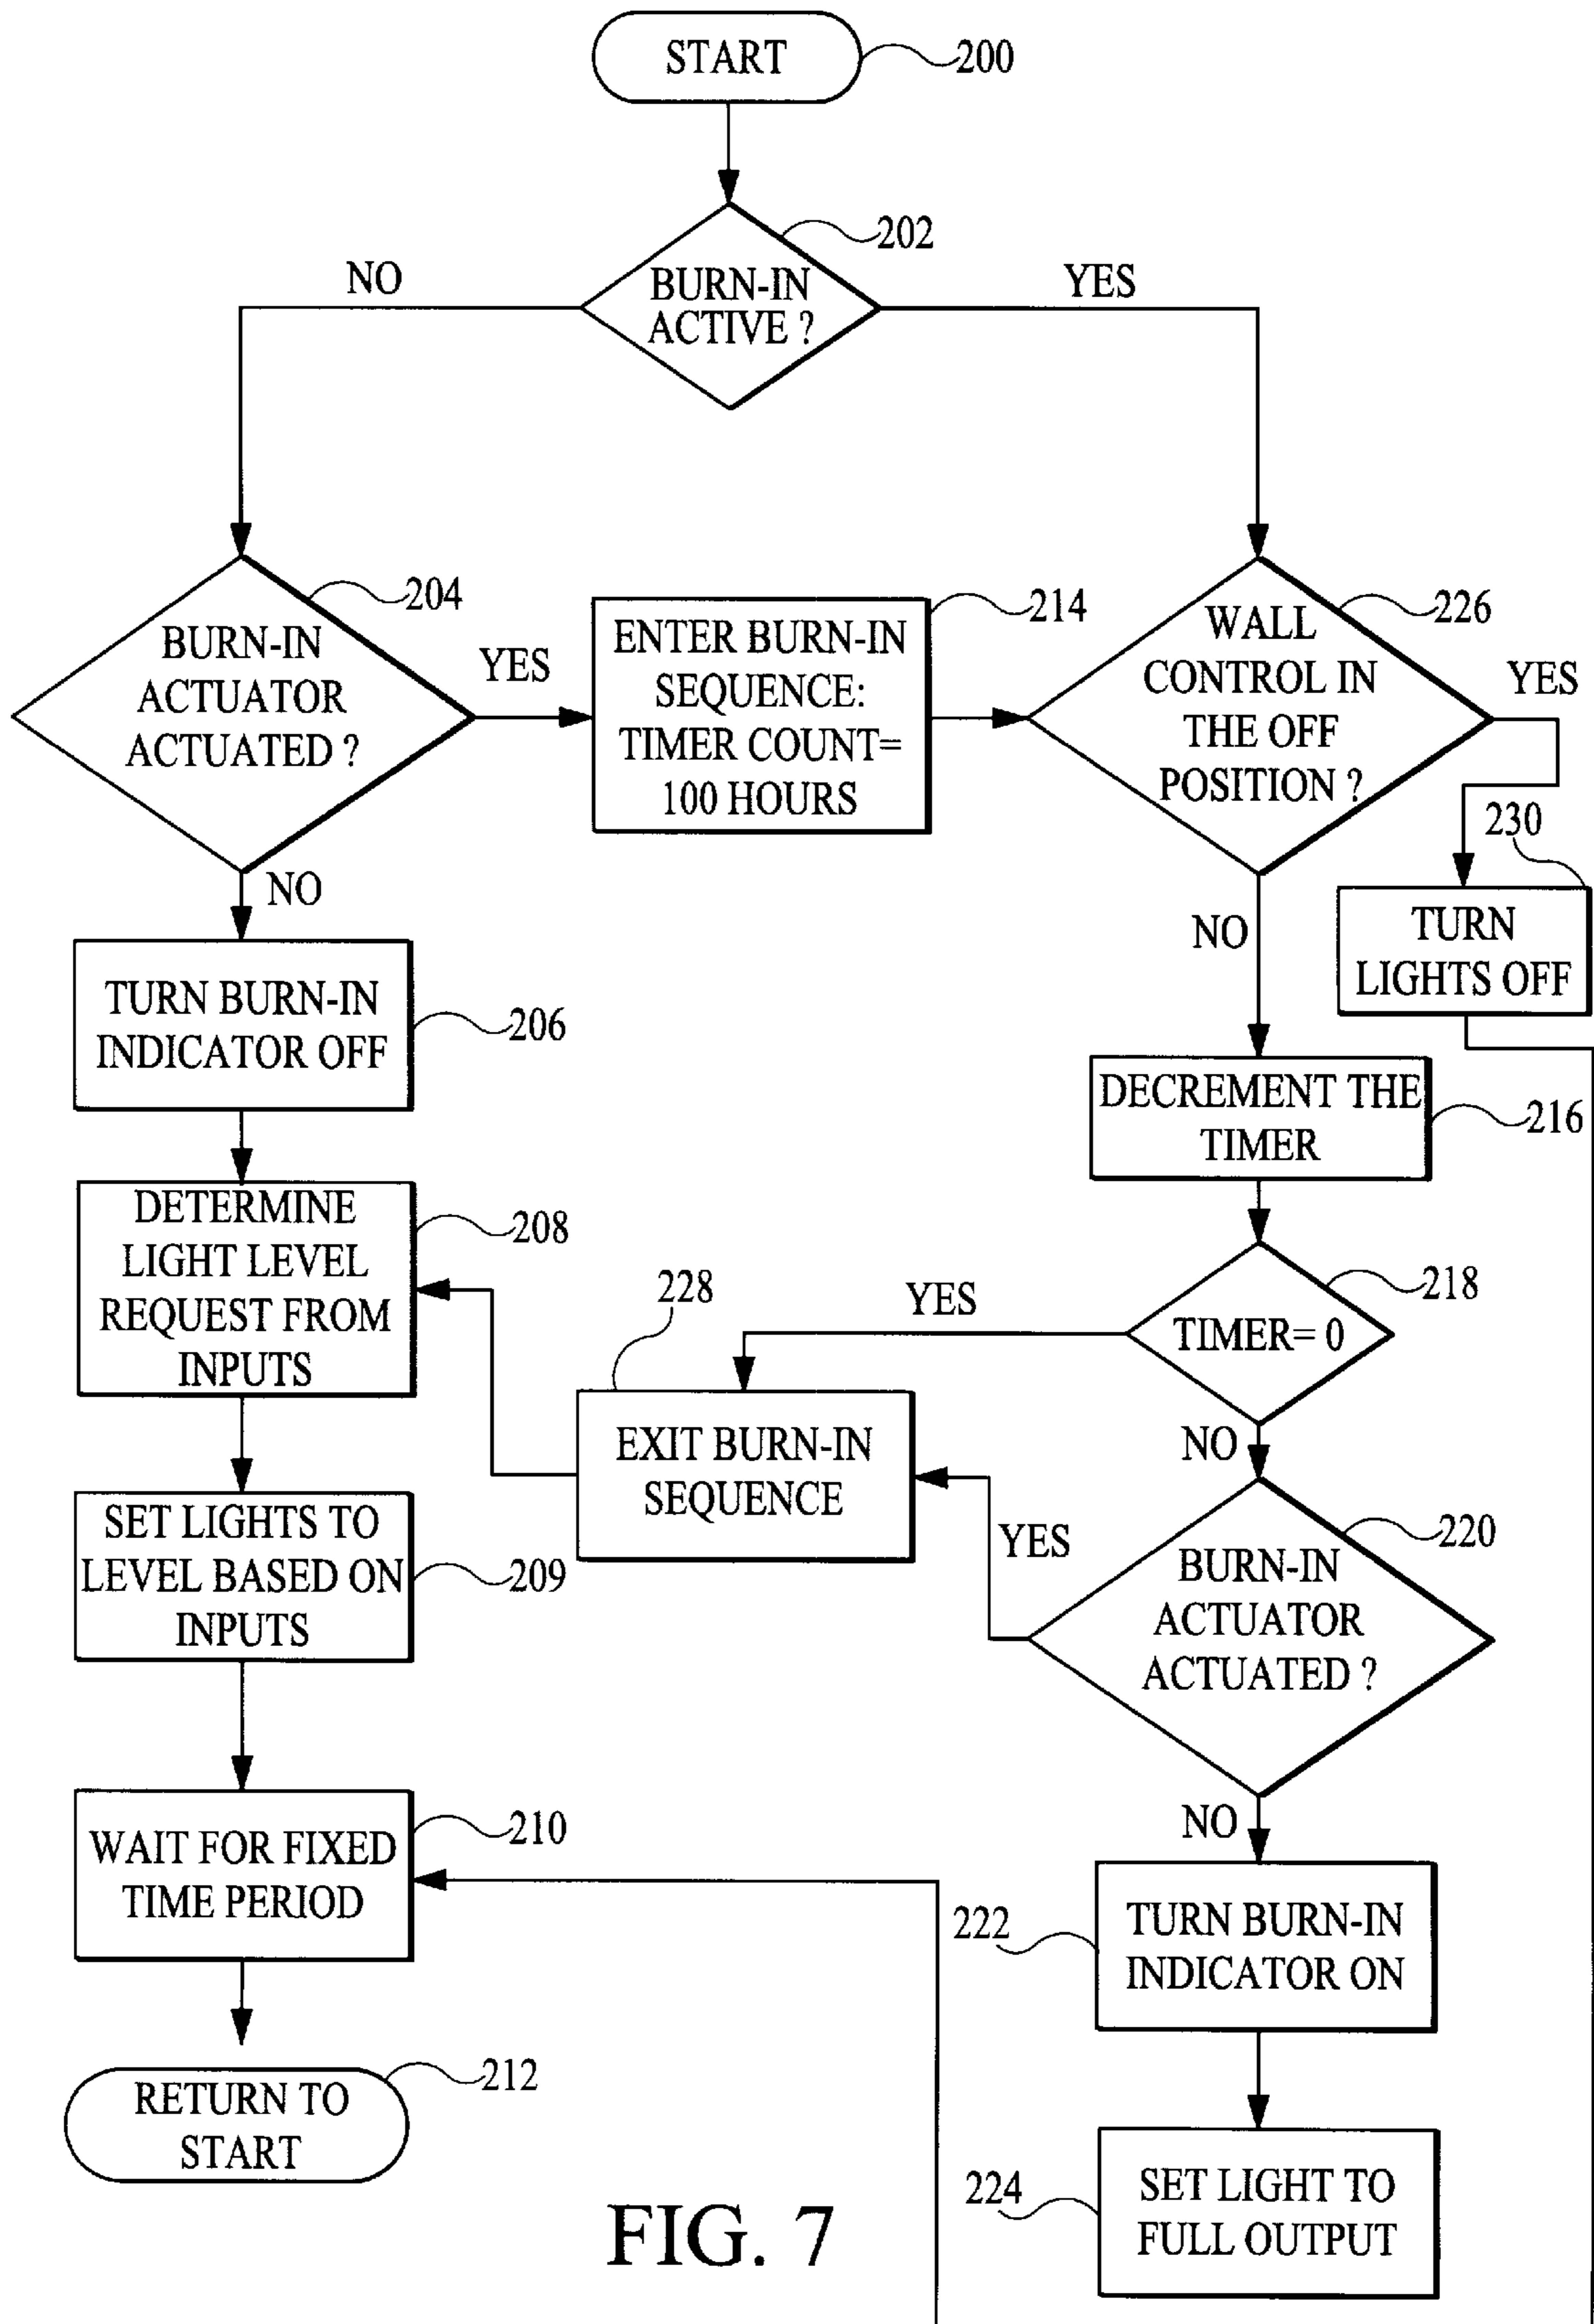 START
200
202
BURN-IN
ACTIVE ?
NO
YES
204
BURN-IN
ACTUATOR
ACTUATED ?
YES
NO
214
ENTER BURN-IN
SEQUENCE:
TIMER COUNT=
100 HOURS
226
WALL
CONTROL IN
THE OFF
POSITION ?
YES
NO
230
TURN
LIGHTS OFF
TURN BURN-IN
INDICATOR OFF
206
DECREMENT THE
TIMER
216
DETERMINE
LIGHT LEVEL
REQUEST FROM
INPUTS
208
218
TIMER= 0
YES
NO
228
EXIT BURN-IN
SEQUENCE
SET LIGHTS TO
LEVEL BASED ON
INPUTS
209
220
BURN-IN
ACTUATOR
ACTUATED ?
YES
NO
WAIT FOR FIXED
TIME PERIOD
210
222
TURN BURN-IN
INDICATOR ON
RETURN TO
START
212
224
SET LIGHT TO
FULL OUTPUT
FIG. 7